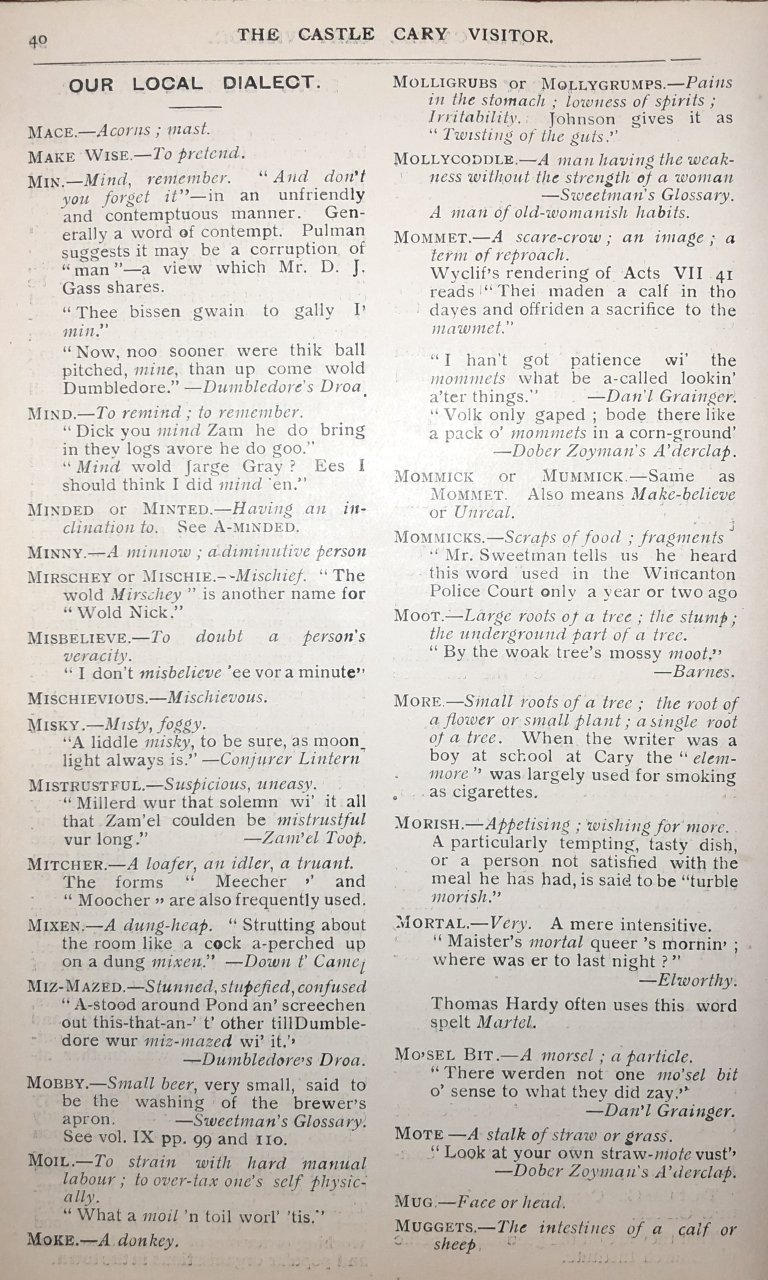 40
THE CASTLE CARY VISITOR.
OUR LOCAL DIALECT.
MACE.—Acorns ; mast.
MAKE WISE.—To pretend.
MIN.—Mind, remember. “And don’t
you forget it”—in an unfriendly
and contemptuous manner. Gen-
erally a word of contempt. Pulman
suggests it may be a corruption of
“man”—a view which Mr. D. J.
Gass shares.
“Thee bissen gwain to gally I’
min.”
“Now, noo sooner were thik ball
pitched, mine, than up come wold
Dumbledore.” —Dumbledore’s Droa.
MIND.—To remind ; to remember.
“Dick you mind Zam he do bring
in they logs avore he do goo.”
“Mind wold Jarge Gray ? Ees I
should think I did mind ’en.”
MINDED OR MINTED.—Having an in-
clination to. See A-MINDED.
MINNY.—A minnow ; a diminutive person
MIRSCHEY or MISCHIE.--Mischief. “The
wold Mirschey” is another name for
“Wold Nick.”
MISBELIEVE.—To doubt a person’s
veracity.
“I don’t misbelieve ’ee vor a minute”
MISCHIEVIOUS.—Mischievous.
MISKY.—Misty, foggy.
“A liddle misky, to be sure, as moon_
light always is.” —Conjurer Lintern
MISTRUSTFUL.—Suspicious, uneasy.
“Millerd wur that solemn wi’ it all
that Zam’el coulden be mistrustful
vur long.” —Zam’el Toop.
MITCHER.—A loafer, an idler, a truant.
The forms “Meecher” and
“Moocher” are also frequently used.
MIXEN.—A dung-heap. “Strutting about
the room like a cock a-perched up
on a dung mixen.” —Down t’ Camel
MIZ-MAZED.—Stunned, stupefied, confused
“A-stood around Pond an’ screechen
out this-that-an-’ t’ other tillDumble-
dore wur miz-mazed wi’ it.”
—Dumbledore’s Droa.
MOBBY.—Small beer, very small, said to
be the washing of the brewer’s
apron. —Sweetman’s Glossary.
See vol. IX pp. 99 and 110.
MOIL.—To strain with hard manual
labour ; to over-tax one’s self physic-
ally.
“What a moil ’n toil worl’ ’tis.”
MOKE.—A donkey.
MOLLIGRUBS or MOLLYGRUMPS.—Pains
in the stomach ; lowness of spirits ;
Irritability. Johnson gives it as
“Twisting of the guts.”
MOLLYCODDLE.—A man having the weak-
ness without the strength of a woman
—Sweetman’s Glossary.
A man of old-womanish habits.
MOMMET.—A scare-crow ; an image ; a
term of reproach.
Wyclif’s rendering of Acts VII 41
reads “Thei maden a calf in tho
dayes and offriden a sacrifice to the
mawmet.”
“I han’t got patience wi’ the
mommets what be a-called lookin’
a’ter things.” —Dan’l Grainger.
“Volk only gaped ; bode there like
a pack o’ mommets in a corn-ground’
—Dober Zoyman’s A’derclap.
MOMMICK or MUMMICK.—Same as
MOMMET. Also means Make-believe
or Unreal.
MOMMICKS.—Scraps of food ; fragments
“Mr. Sweetman tells us he heard
this word used in the Wincanton
Police Court only a year or two ago
MOOT.—Large roots of a tree ; the stump ;
the underground part of a tree.
“By the woak tree’s mossy moot.”
—Barnes.
MORE.—Small roots of a tree ; the root of
a flower or small plant ; a single root
of a tree. When the writer was a
boy at school at Cary the “elem-
more” was largely used for smoking
as cigarettes.
MORISH.—Appetising ; wishing for more.
A particularly tempting, tasty dish,
or a person not satisfied with the
meal he has had, is said to be “turble
morish.”
MORTAL.—Very. A mere intensitive.
“Maister’s mortal queer ’s mornin’ ;
where was er to last night ?”
—Elworthy.
Thomas Hardy often uses this word
spelt Martel.
MO’SEL BIT.—A morsel ; a particle.
“There werden not one mo’sel bit
o’ sense to what they did zay.”
—Dan’l Grainger.
MOTE—A stalk of straw or grass.
“Look at your own straw-mote vust”
—Dober Zoyman’s A’derclap.
MUG.—Face or head.
MUGGETS.—The intestines of a calf or
sheep